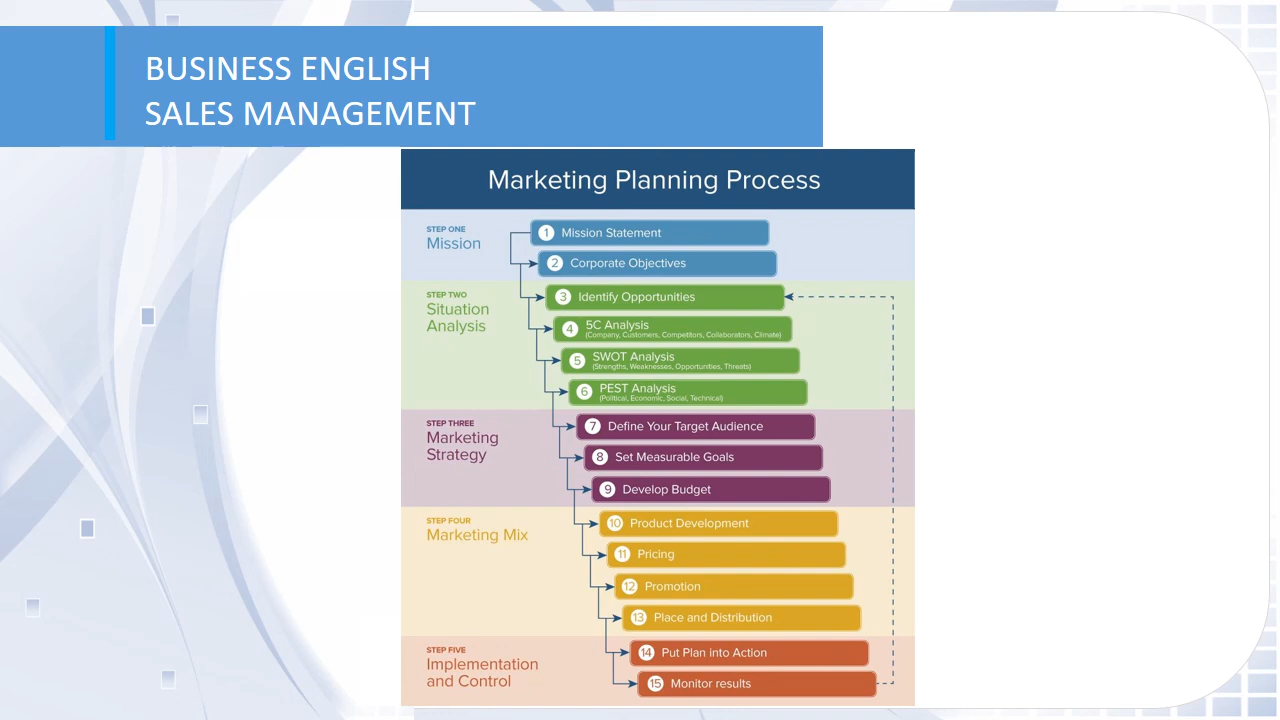 BUSINESS ENGLISH
SALES MANAGEMENT
Marketing Planning Process
STEP ONE
Mission
1 Mission Statement
2 Corporate Objectives
STEP TWO
Situation
Analysis
3 Identify Opportunities
4 5C Analysis
(Company, Customers, Competitors, Collaborators, Climate)
5 SWOT Analysis
(Strengths, Weaknesses, Opportunities, Threats)
6 PEST Analysis
(Political, Economic, Social, Technical)
STEP THREE
Marketing
Strategy
7 Define Your Target Audience
8 Set Measurable Goals
9 Develop Budget
STEP FOUR
Marketing Mix
10 Product Development
11 Pricing
12 Promotion
13 Place and Distribution
STEP FIVE
Implementation
and Control
14 Put Plan into Action
15 Monitor results